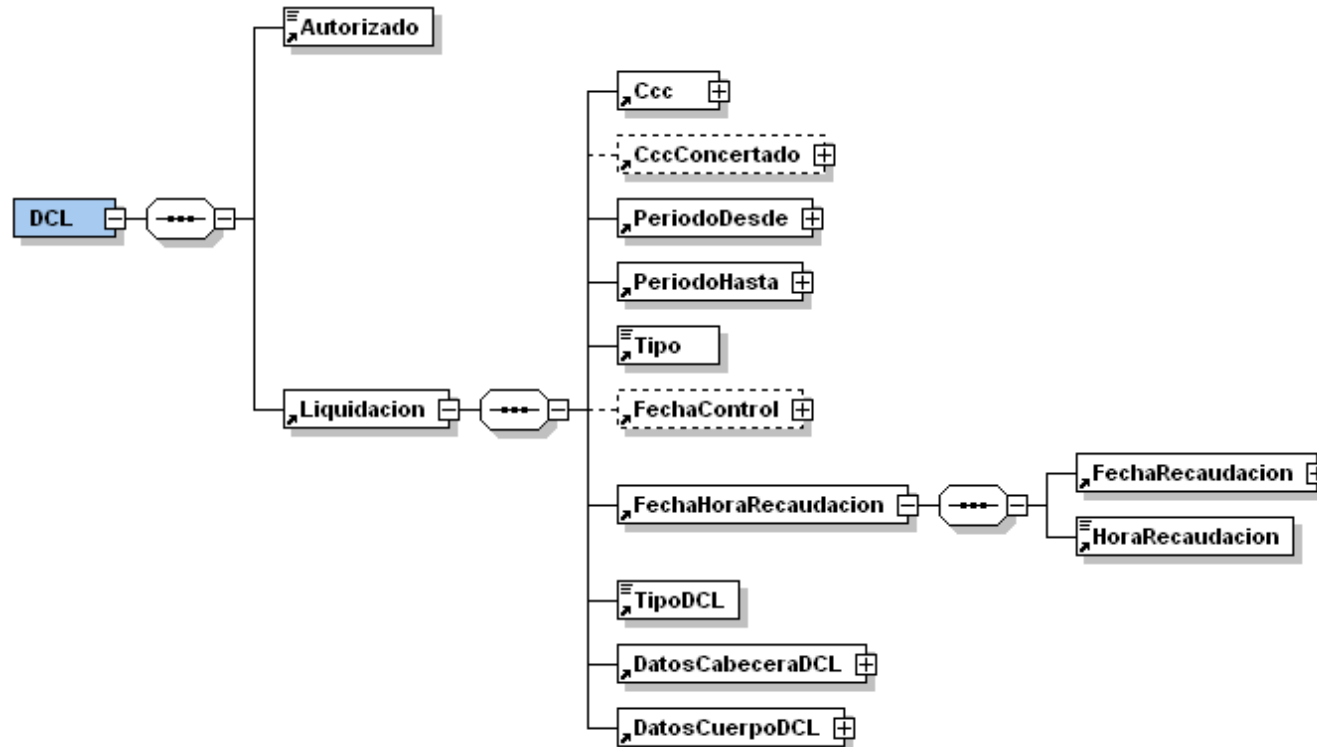 Autorizado
Ccc
CccConcertado
DCL
PeriodoDesde
PeriodoHasta
Tipo
Liquidacion
FechaControl
FechaRecaudacion
FechaHoraRecaudacion
HoraRecaudacion
TipoDCL
DatosCabeceraDCL
DatosCuerpoDCL